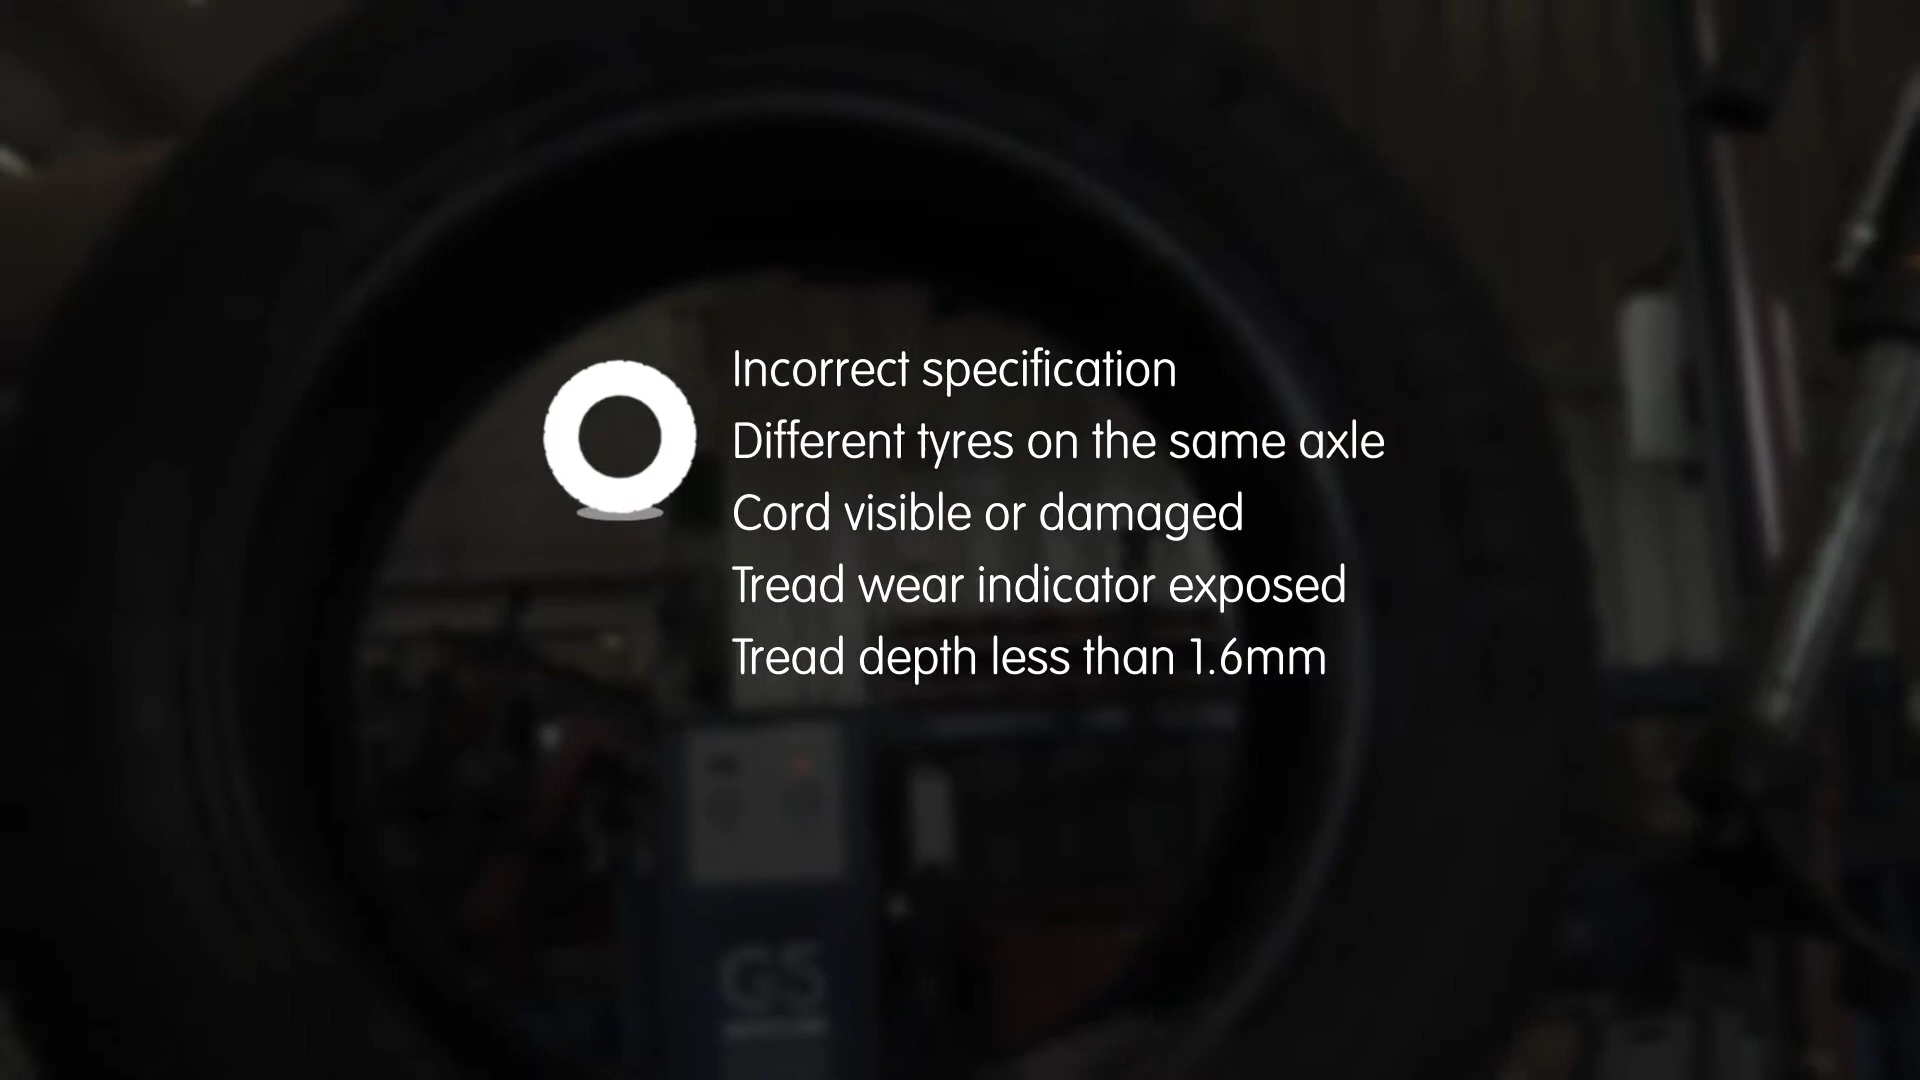 Incorrect specification
Different tyres on the same axle
Cord visible or damaged
Tread wear indicator exposed
Tread depth less than 1.6mm
GS